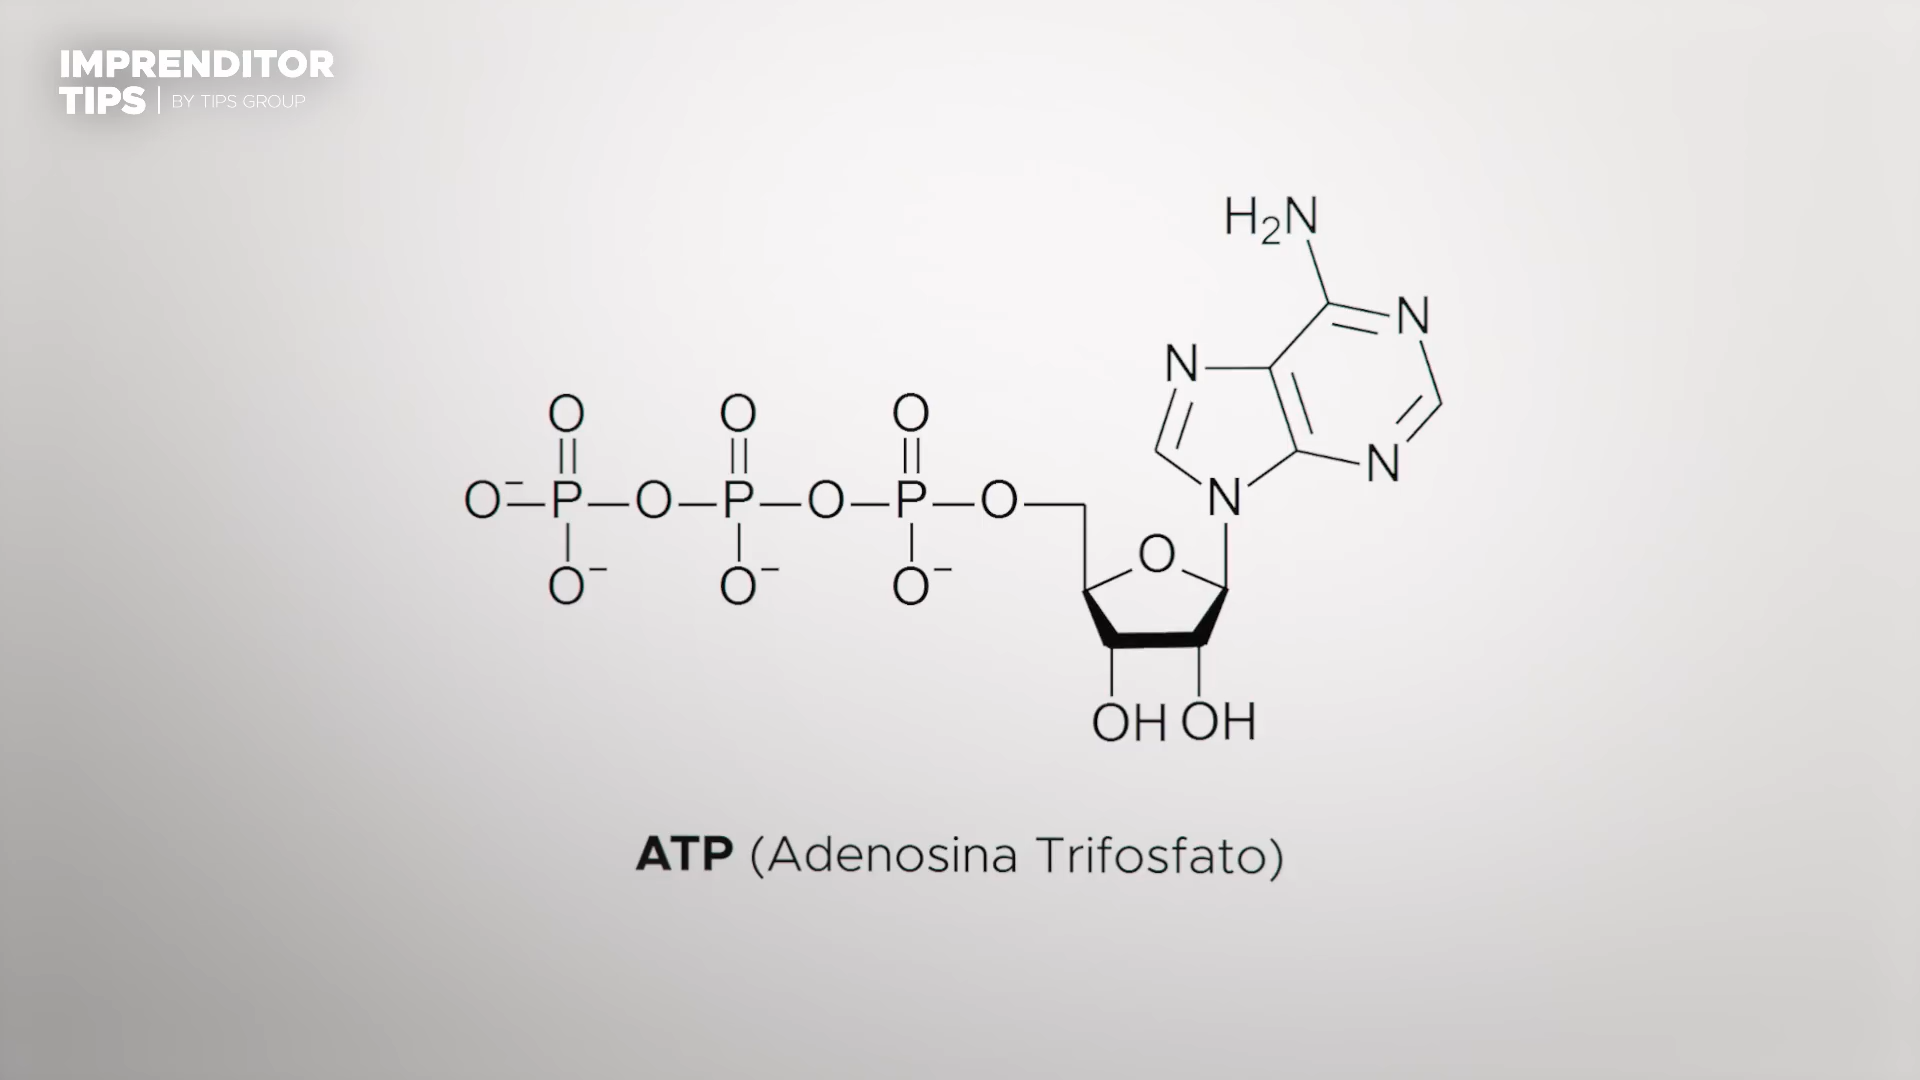 IMPRENDITOR
TIPS | BY TIPS GROUP
H₂N
N
N
O O O
N
O⁻ P O P O P O
N
O
O⁻ O⁻ O⁻
OH OH
ATP (Adenosina Trifosfato)